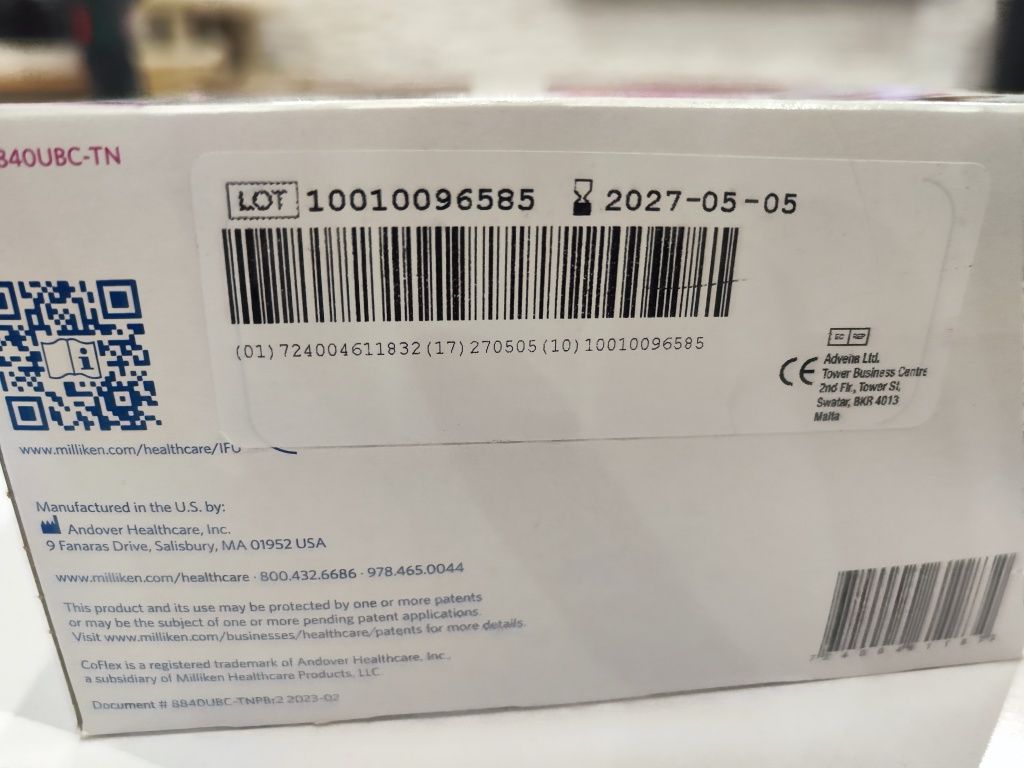 840UBC-TN
LOT 10010096585 2027-05-05
(01)724004611832(17)270505(10)10010096585
EC REP
CE
Advena Ltd.
Tower Business Centre
2nd Flr., Tower St,
Swatar, BKR 4013
Malta
www.milliken.com/healthcare/IFU
Manufactured in the U.S. by:
Andover Healthcare, Inc.
9 Fanaras Drive, Salisbury, MA 01952 USA
www.milliken.com/healthcare · 800.432.6686 · 978.465.0044
This product and its use may be protected by one or more patents
or may be the subject of one or more pending patent applications.
Visit www.milliken.com/businesses/healthcare/patents for more details.
CoFlex is a registered trademark of Andover Healthcare, Inc.,
a subsidiary of Milliken Healthcare Products, LLC
Document # 8840UBC-TNPBr2 2023-02